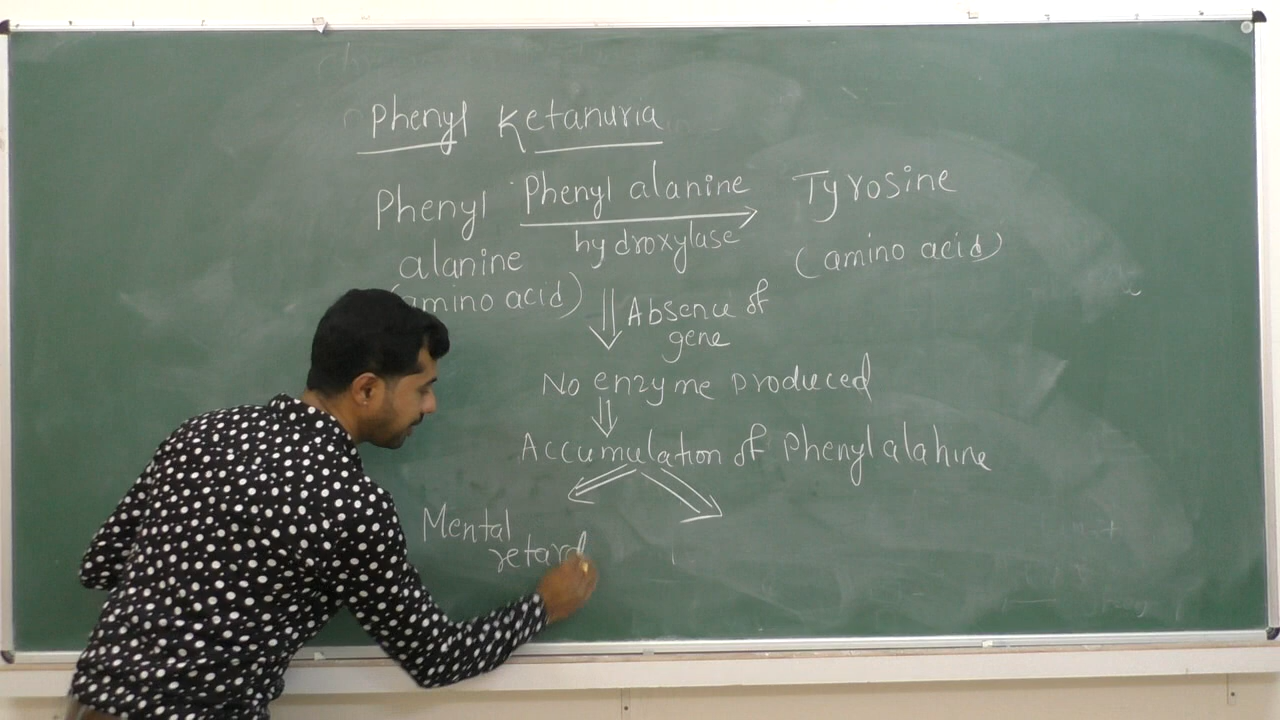 Phenyl Ketanuria
Phenyl Phenyl alanine Tyrosine
alanine hydroxylase (amino acid)
(amino acid)
Absence of
gene
No enzyme produced
Accumulation of Phenylalanine
Mental
retard